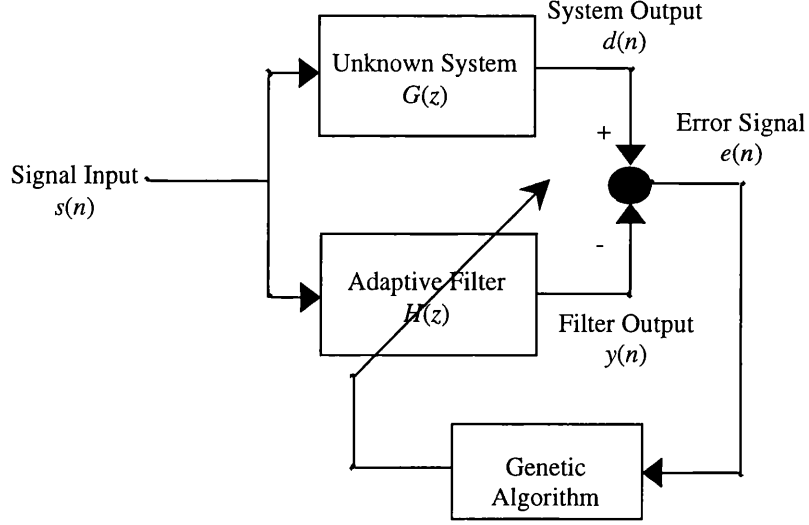 System Output
d(n)
Unknown System
G(z)
+
Error Signal
e(n)
Signal Input
s(n)
-
Adaptive Filter
H(z)
Filter Output
y(n)
Genetic
Algorithm